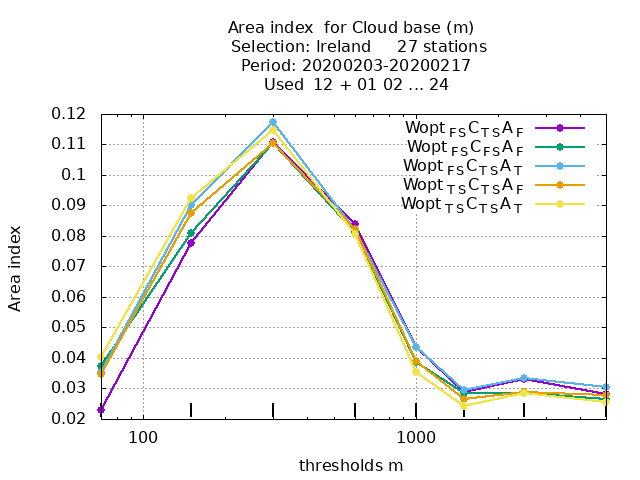 Area index for Cloud base (m)
Selection: Ireland 27 stations
Period: 20200203-20200217
Used 12 + 01 02 ... 24
0.12
0.11
0.1
0.09
0.08
0.07
0.06
0.05
0.04
0.03
0.02
Area index
Wopt FS C TS A F
Wopt FS C FS A F
Wopt FS C TS A T
Wopt TS C TS A F
Wopt TS C TS A T
100
1000
thresholds m